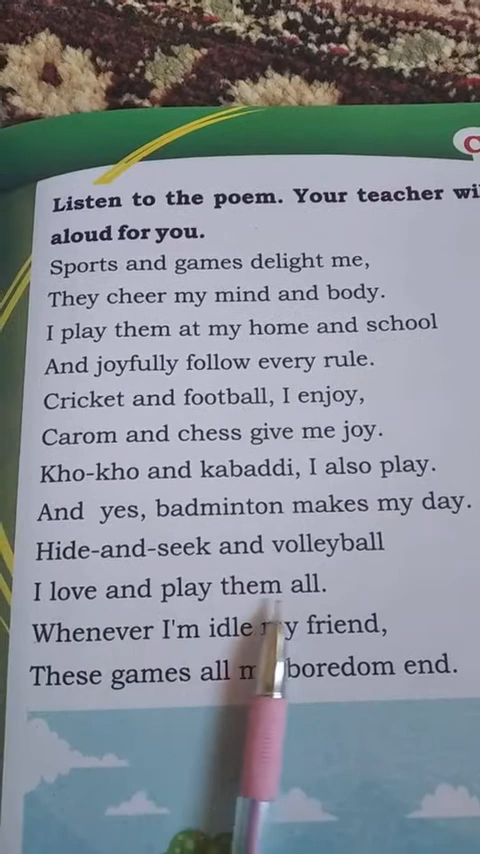 Listen to the poem. Your teacher
aloud for you.
Sports and games delight me,
They cheer my mind and body.
I play them at my home and school
And joyfully follow every rule.
Cricket and football, I enjoy,
Carom and chess give me joy.
Kho-kho and kabaddi, I also play.
And yes, badminton makes my day.
Hide-and-seek and volleyball
I love and play them all.
Whenever I'm idle my friend,
These games all boredom end.